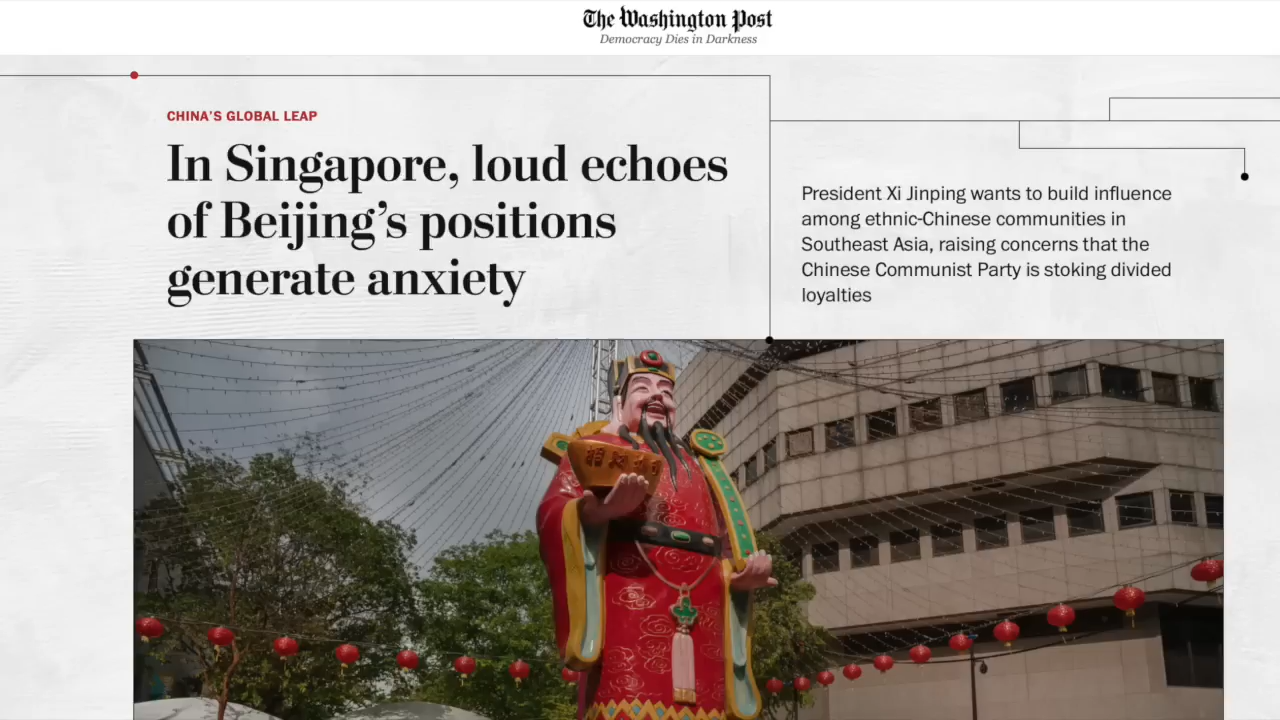 The Washington Post
Democracy Dies in Darkness
CHINA'S GLOBAL LEAP
In Singapore, loud echoes
of Beijing's positions
generate anxiety
President Xi Jinping wants to build influence
among ethnic-Chinese communities in
Southeast Asia, raising concerns that the
Chinese Communist Party is stoking divided
loyalties